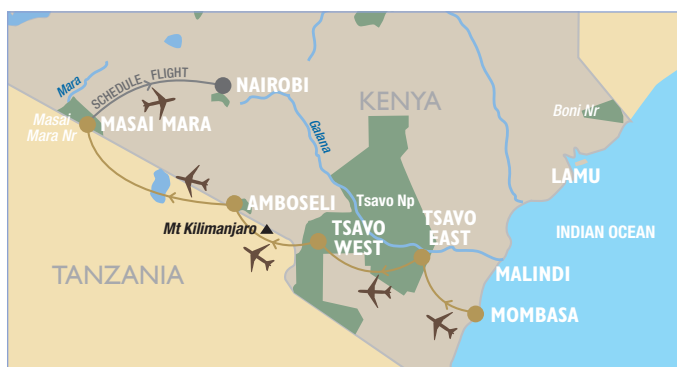 Mara
SCHEDULE FLIGHT
NAIROBI
KENYA
Masai
Mara Nr
MASAI MARA
Galana
Boni Nr
LAMU
AMBOSELI
Tsavo Np
Mt Kilimanjaro
TSAVO
WEST
TSAVO
EAST
INDIAN OCEAN
TANZANIA
MALINDI
MOMBASA